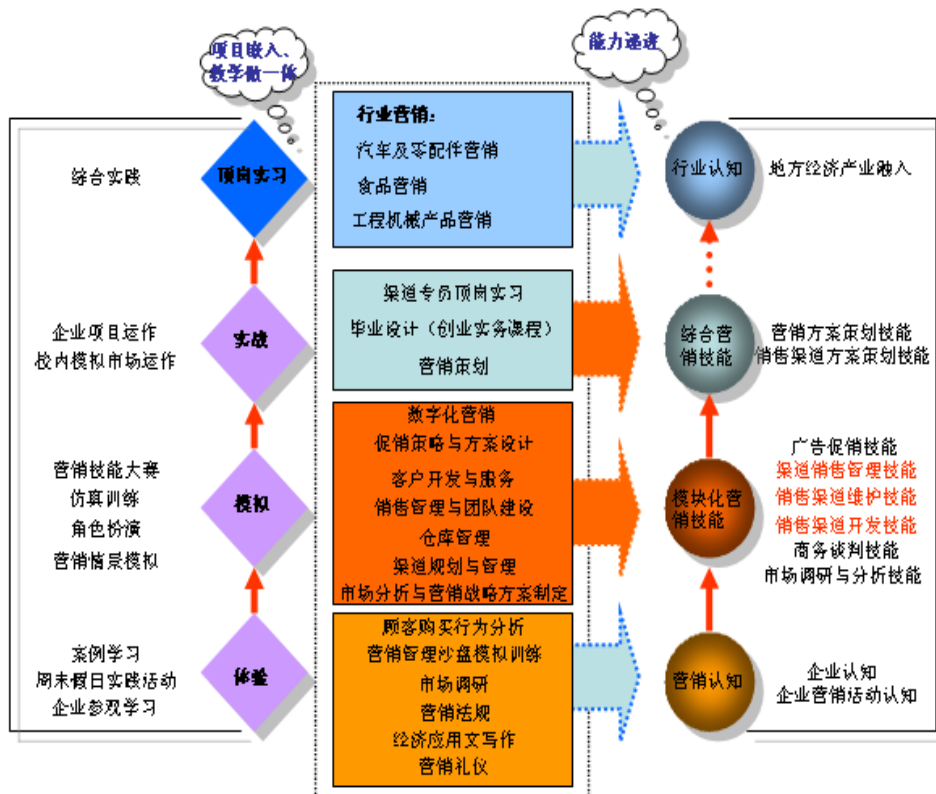 项目嵌入、
教学做一体
能力递进
综合实践
顶岗实习
行业营销：
汽车及零配件营销
食品营销
工程机械产品营销
行业认知
地方经济产业融入
企业项目运作
校内模拟市场运作
实战
渠道专员顶岗实习
毕业设计（创业实务课程）
营销策划
综合营
销技能
营销方案策划技能
销售渠道方案策划技能
营销技能大赛
仿真训练
角色扮演
营销情景模拟
模拟
数字化营销
促销策略与方案设计
客户开发与服务
销售管理与团队建设
仓库管理
渠道规划与管理
市场分析与营销战略方案制定
模块化营
销技能
广告促销技能
渠道销售管理技能
销售渠道维护技能
销售渠道开发技能
商务谈判技能
市场调研与分析技能
案例学习
周末假日实践活动
企业参观学习
体验
顾客购买行为分析
营销管理沙盘模拟训练
市场调研
营销法规
经济应用文写作
营销礼仪
营销认知
企业认知
企业营销活动认知